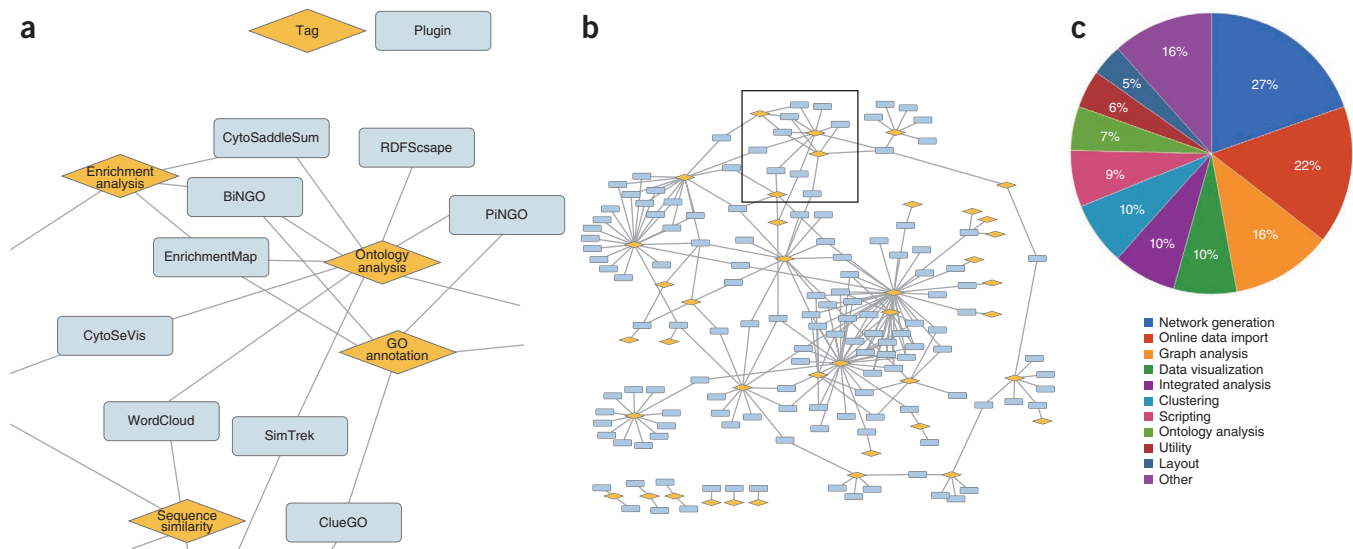 a
Tag
Plugin
CytoSaddleSum
RDFScsape
Enrichment
analysis
BiNGO
PiNGO
EnrichmentMap
Ontology
analysis
CytoSeVis
GO
annotation
WordCloud
SimTrek
Sequence
similarity
ClueGO
b
c
16%
27%
5%
6%
7%
22%
9%
10%
10%
10%
16%
Network generation
Online data import
Graph analysis
Data visualization
Integrated analysis
Clustering
Scripting
Ontology analysis
Utility
Layout
Other